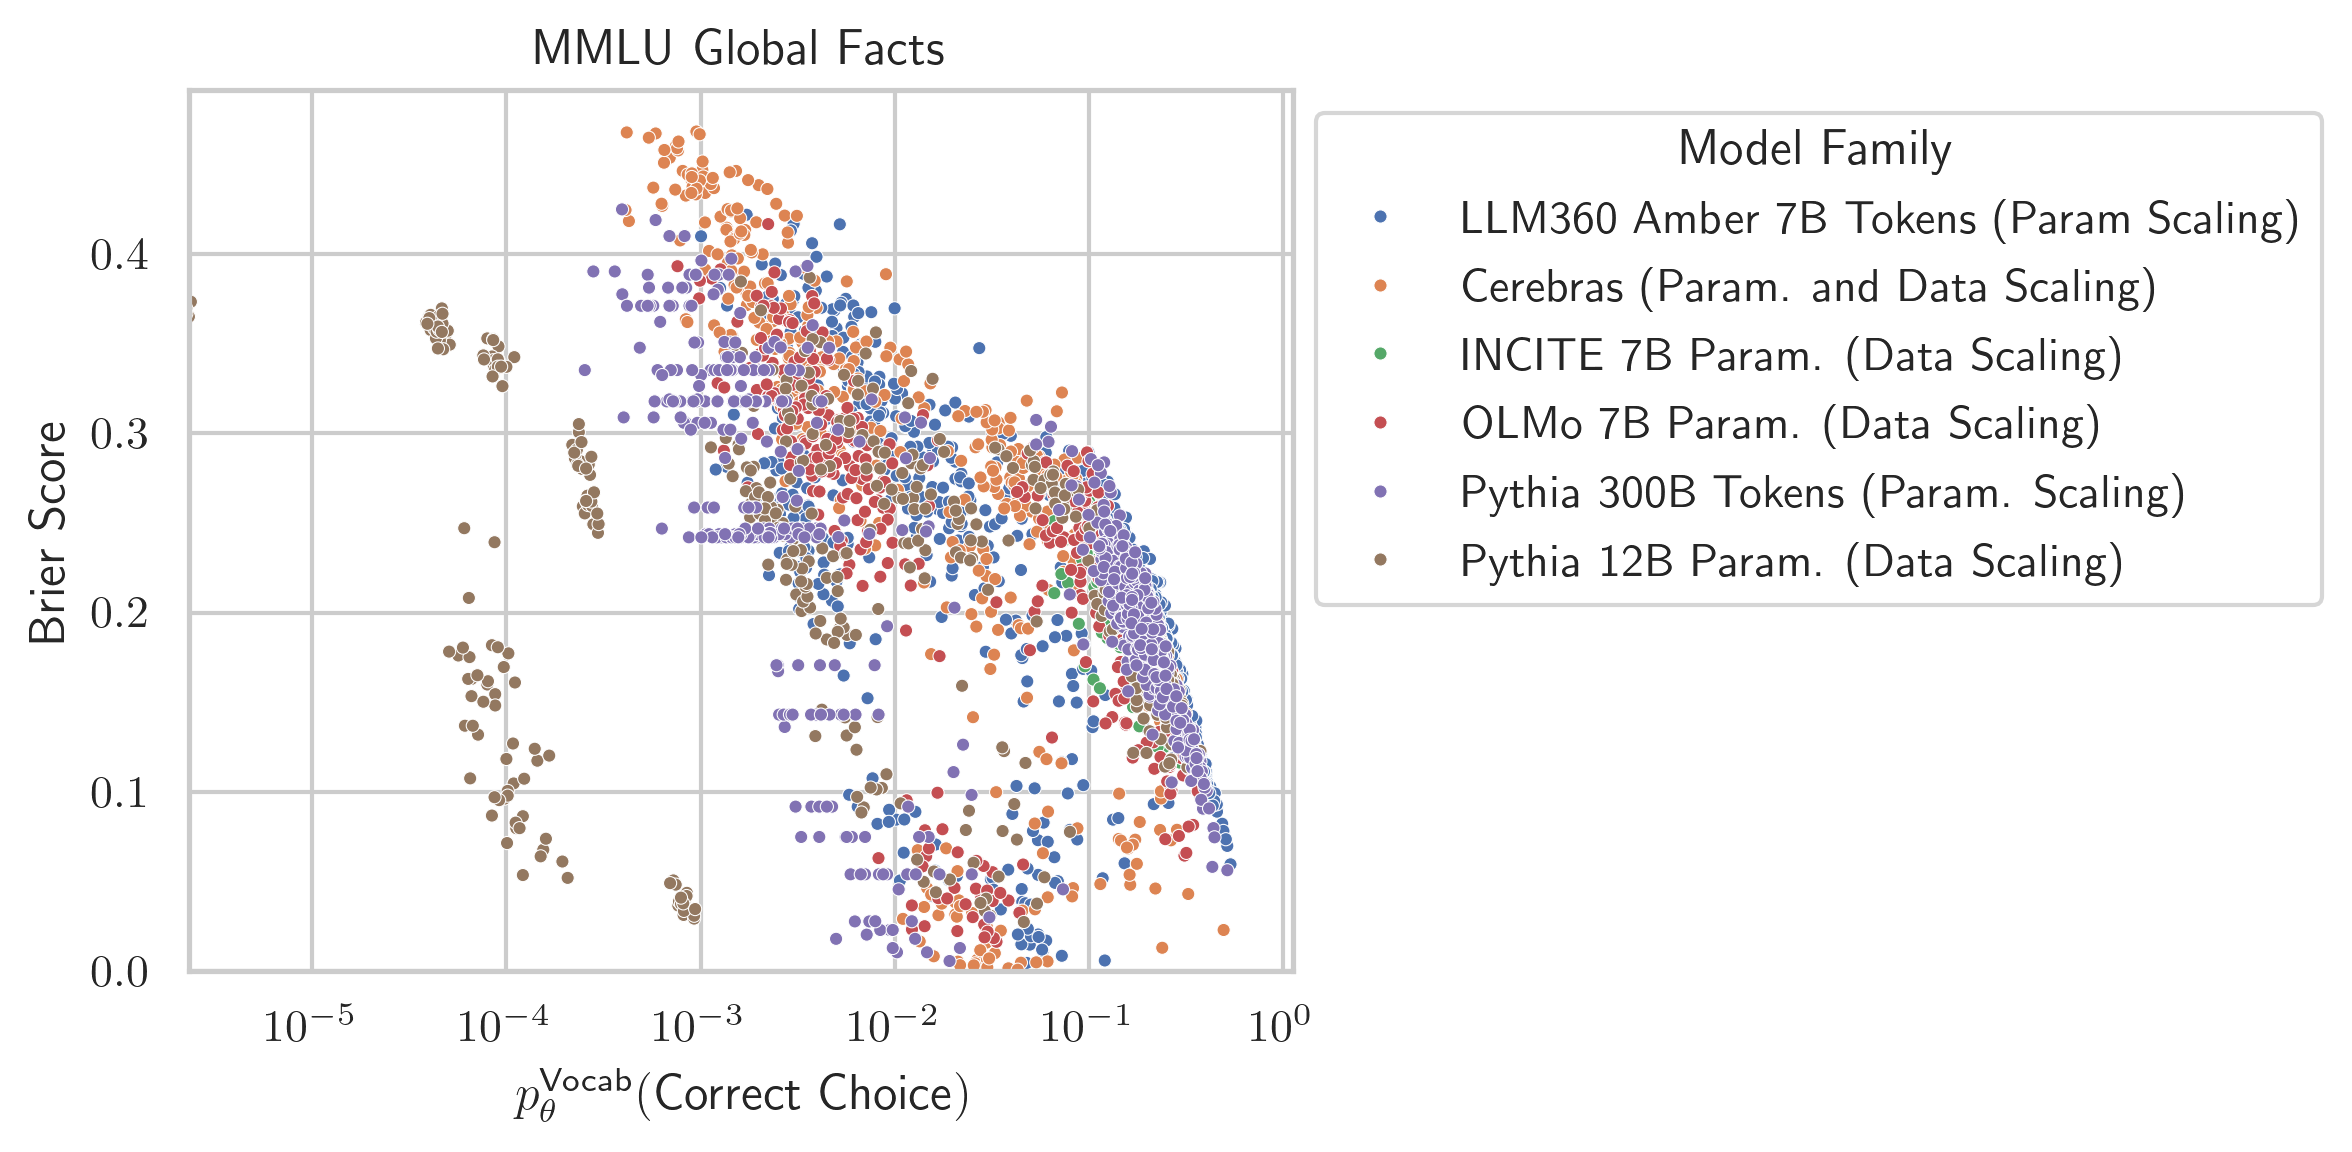 MMLU Global Facts
Brier Score
0.4
0.3
0.2
0.1
0.0
10⁻⁵ 10⁻⁴ 10⁻³ 10⁻² 10⁻¹ 10⁰
p_θ^Vocab(Correct Choice)
Model Family
LLM360 Amber 7B Tokens (Param Scaling)
Cerebras (Param. and Data Scaling)
INCITE 7B Param. (Data Scaling)
OLMo 7B Param. (Data Scaling)
Pythia 300B Tokens (Param. Scaling)
Pythia 12B Param. (Data Scaling)